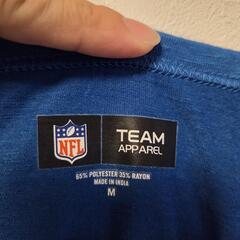 NFL
TEAM
APPAREL
65% POLYESTER 35% RAYON
MADE IN INDIA
M